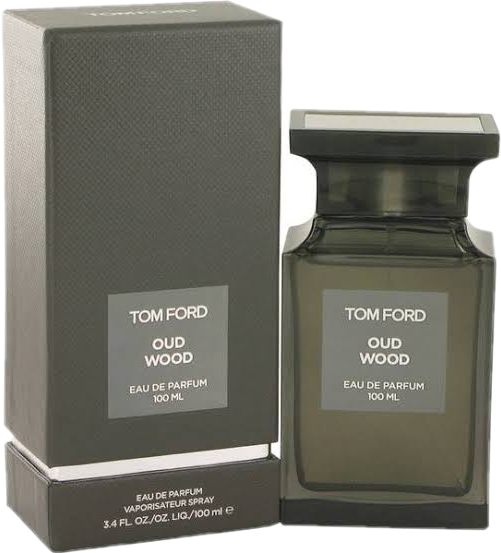 TOM FORD
TOM FORD
OUD
WOOD
EAU DE PARFUM
100 ML
EAU DE PARFUM
VAPORISATEUR SPRAY
3.4 FL. OZ./OZ. LIQ./100 ml ℮
TOM FORD
OUD
WOOD
EAU DE PARFUM
100 ML